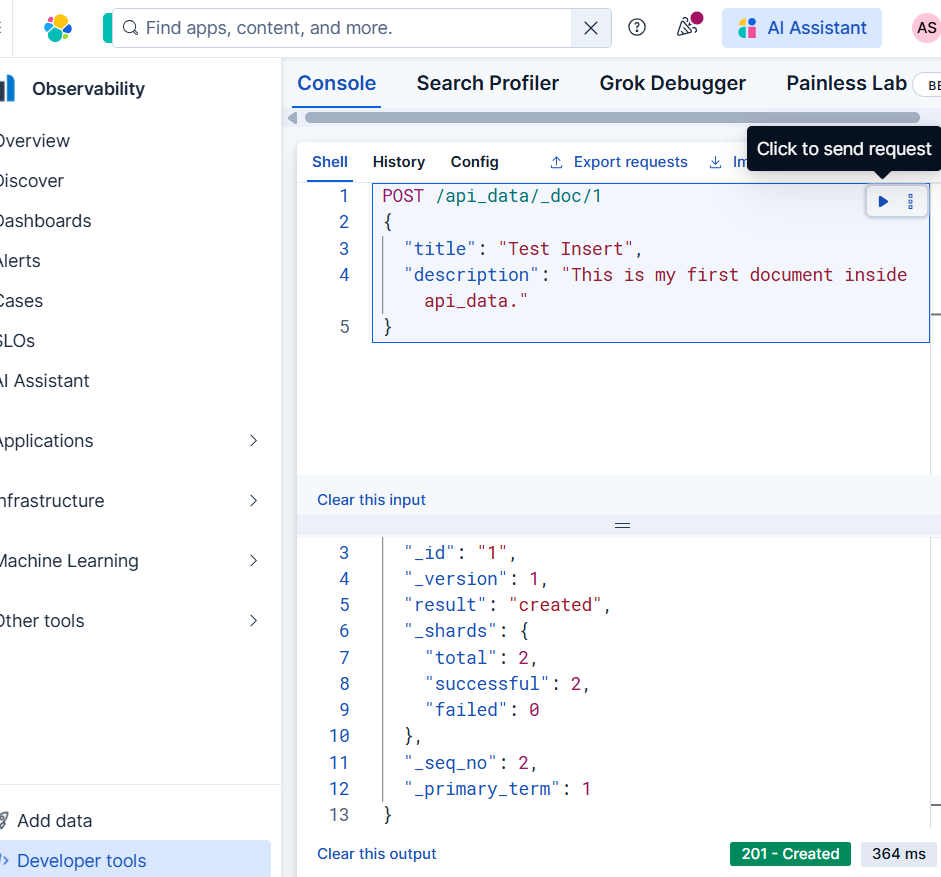 Find apps, content, and more.
AI Assistant
AS
Observability
Overview
Discover
Dashboards
Alerts
Cases
SLOs
AI Assistant
Applications
Infrastructure
Machine Learning
Other tools
Add data
Developer tools
Console
Search Profiler
Grok Debugger
Painless Lab
BE
Shell
History
Config
Export requests
Im
Click to send request
1 POST /api_data/_doc/1
2 {
3 "title": "Test Insert",
4 "description": "This is my first document inside
api_data."
5 }
Clear this input
3 "_id": "1",
4 "_version": 1,
5 "result": "created",
6 "_shards": {
7 "total": 2,
8 "successful": 2,
9 "failed": 0
10 },
11 "_seq_no": 2,
12 "_primary_term": 1
13 }
Clear this output
201 - Created
364 ms